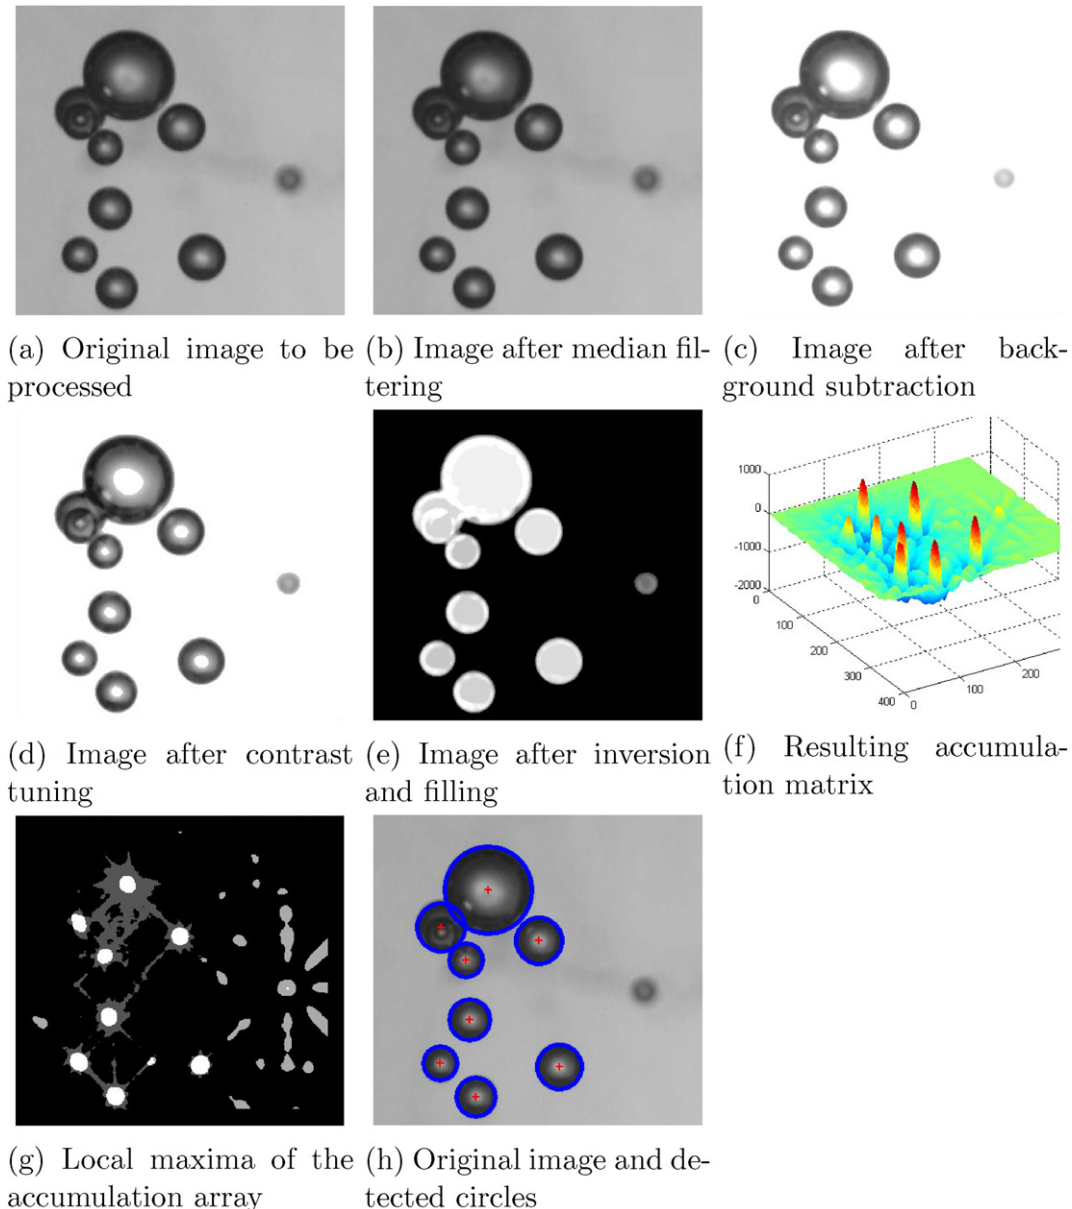 (a) Original image to be
processed
(b) Image after median fil-
tering
(c) Image after back-
ground subtraction
(d) Image after contrast
tuning
(e) Image after inversion
and filling
1000
0
-1000
-2000
0
100
200
300
400
0
100
200
(f) Resulting accumula-
tion matrix
(g) Local maxima of the
accumulation array
(h) Original image and de-
tected circles